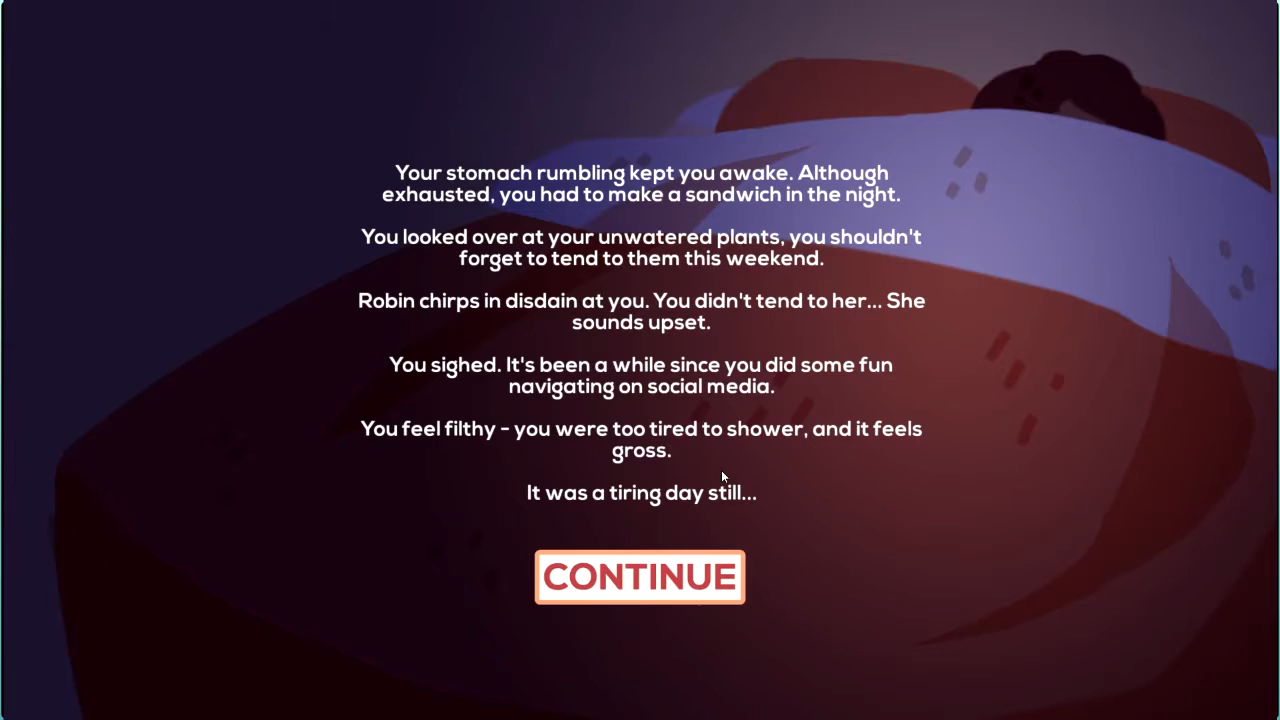 Your stomach rumbling kept you awake. Although
exhausted, you had to make a sandwich in the night.
You looked over at your unwatered plants, you shouldn't
forget to tend to them this weekend.
Robin chirps in disdain at you. You didn't tend to her... She
sounds upset.
You sighed. It's been a while since you did some fun
navigating on social media.
You feel filthy - you were too tired to shower, and it feels
gross.
It was a tiring day still...
CONTINUE